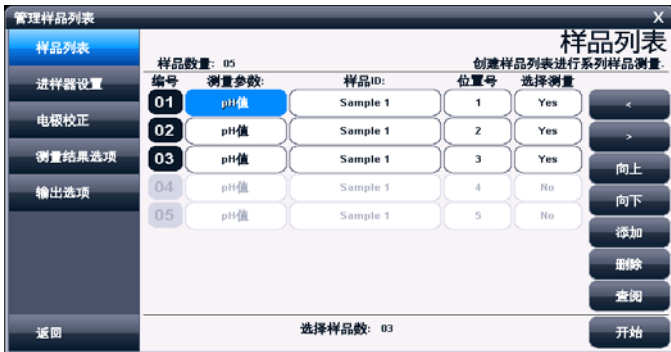 管理样品列表 X
样品列表
进样器设置
电极校正
测量结果选项
输出选项
返回
样品列表
样品数量: 05 创建样品列表进行系列样品测量.
编号 测量参数: 样品ID: 位置号 选择测量
01 pH值 Sample 1 1 Yes
02 pH值 Sample 1 2 Yes
03 pH值 Sample 1 3 Yes
04 pH值 Sample 1 4 No
05 pH值 Sample 1 5 No
<
>
向上
向下
添加
删除
查阅
选择样品数: 03
开始